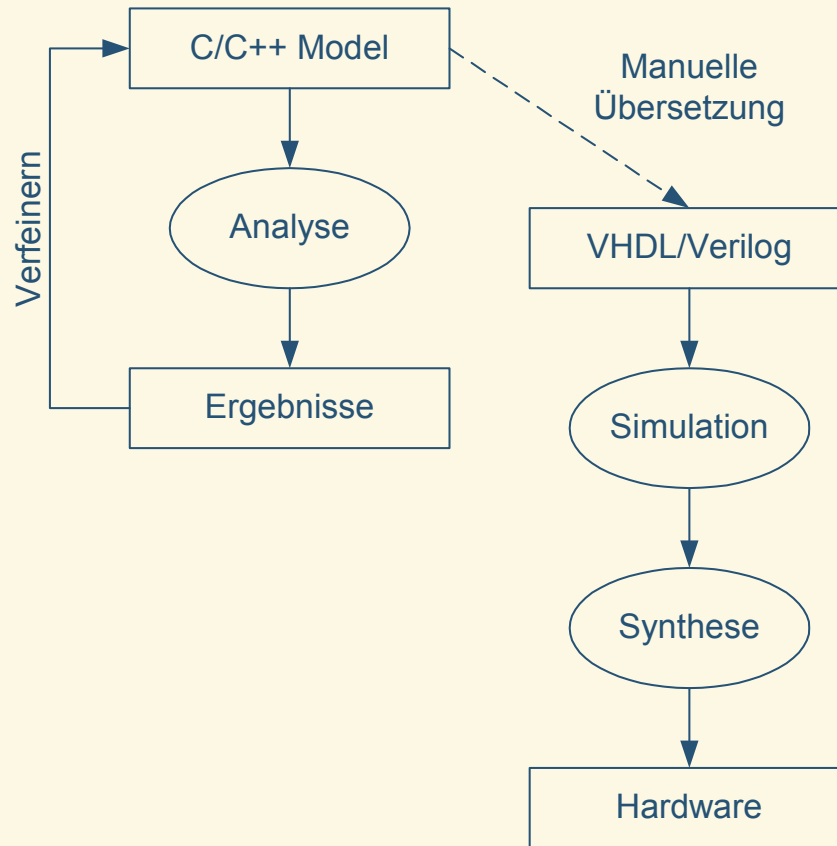 C/C++ Model
Manuelle
Übersetzung
Verfeinern
Analyse
VHDL/Verilog
Ergebnisse
Simulation
Synthese
Hardware